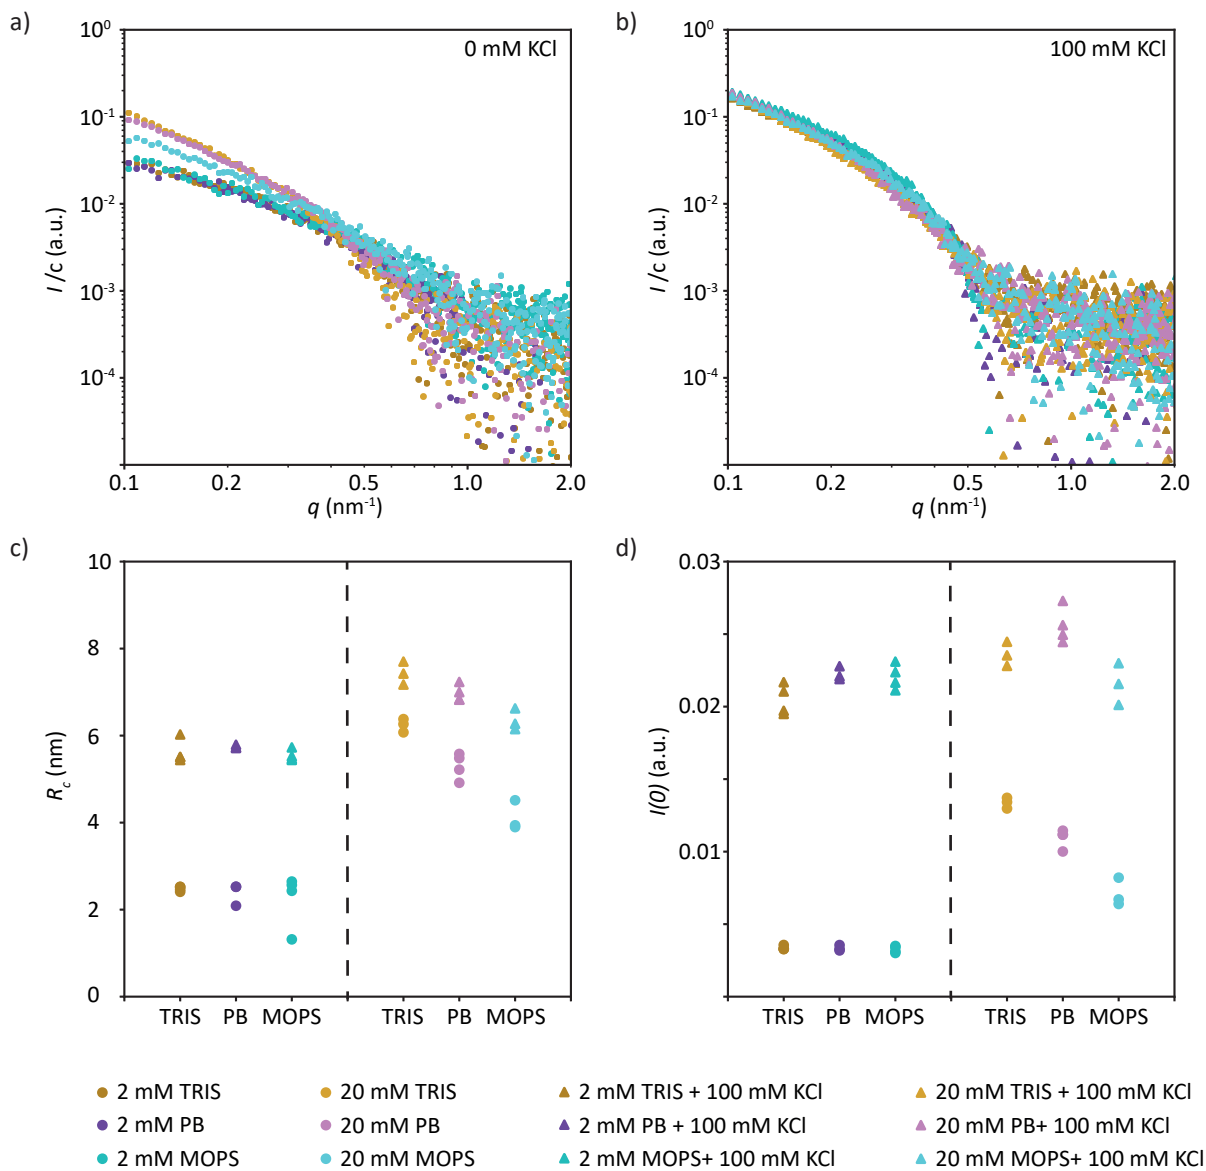 a)
0 mM KCl
10⁰
10⁻¹
10⁻²
10⁻³
10⁻⁴
I /c (a.u.)
0.1 0.2 0.5 1.0 2.0
q (nm⁻¹)
b)
100 mM KCl
10⁰
10⁻¹
10⁻²
10⁻³
10⁻⁴
I /c (a.u.)
0.1 0.2 0.5 1.0 2.0
q (nm⁻¹)
c)
10
8
6
4
2
0
R_c (nm)
TRIS PB MOPS TRIS PB MOPS
d)
0.03
0.02
0.01
I(0) (a.u.)
TRIS PB MOPS TRIS PB MOPS
2 mM TRIS 20 mM TRIS 2 mM TRIS + 100 mM KCl 20 mM TRIS + 100 mM KCl
2 mM PB 20 mM PB 2 mM PB + 100 mM KCl 20 mM PB+ 100 mM KCl
2 mM MOPS 20 mM MOPS 2 mM MOPS+ 100 mM KCl 20 mM MOPS+ 100 mM KCl